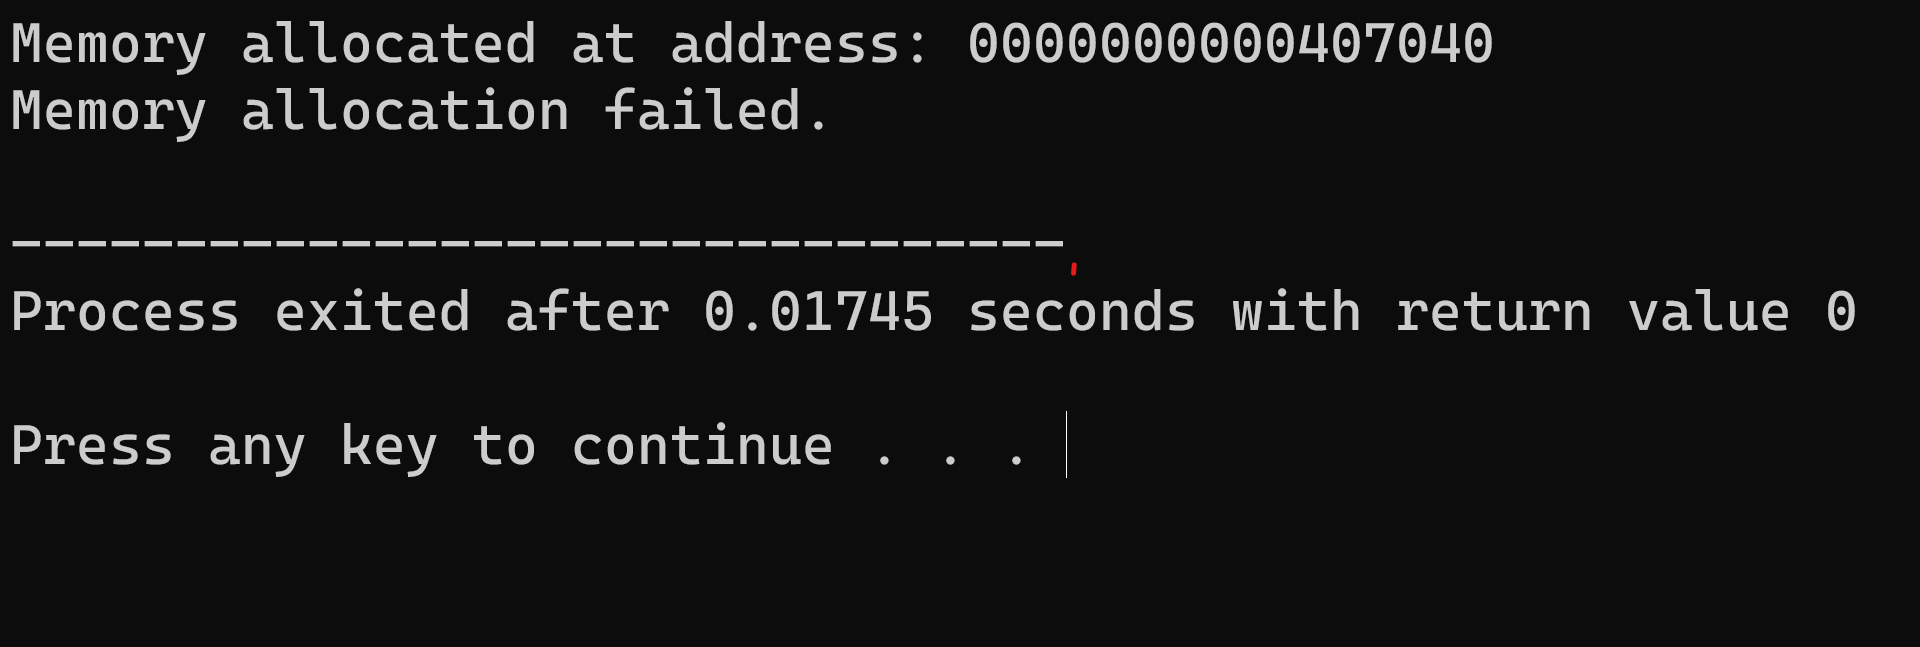 Memory allocated at address: 0000000000407040
Memory allocation failed.
--------------------------------
Process exited after 0.01745 seconds with return value 0
Press any key to continue . . .